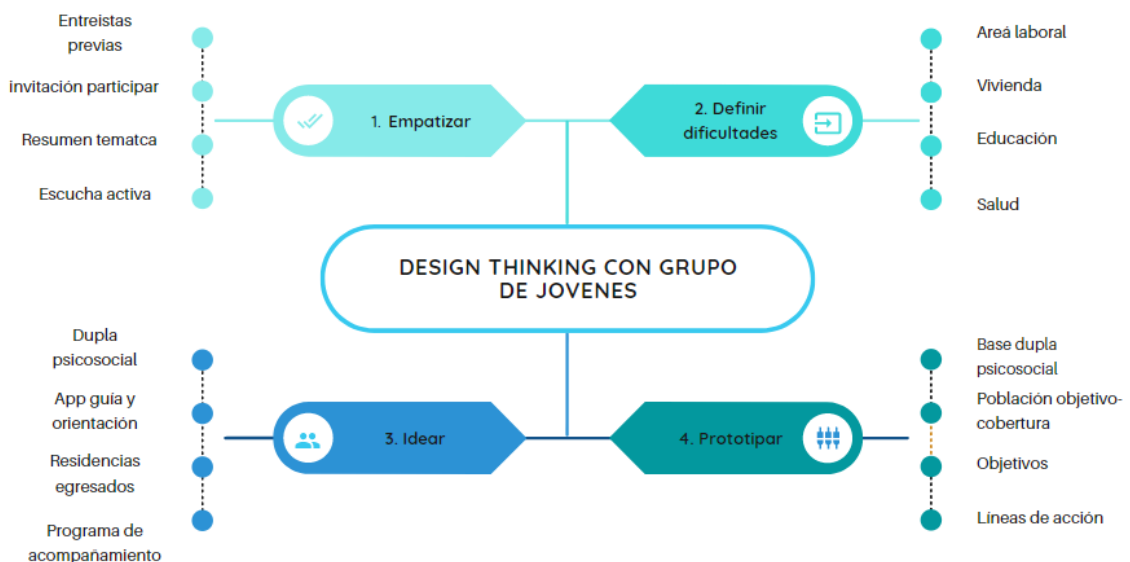 Entreistas
previas
invitación participar
Resumen tematca
Escucha activa
1. Empatizar
2. Definir
dificultades
Areá laboral
Vivienda
Educación
Salud
DESIGN THINKING CON GRUPO
DE JOVENES
Dupla
psicosocial
App guía y
orientación
Residencias
egresados
Programa de
acompañamiento
3. Idear
4. Prototipar
Base dupla
psicosocial
Población objetivo-
cobertura
Objetivos
Líneas de acción